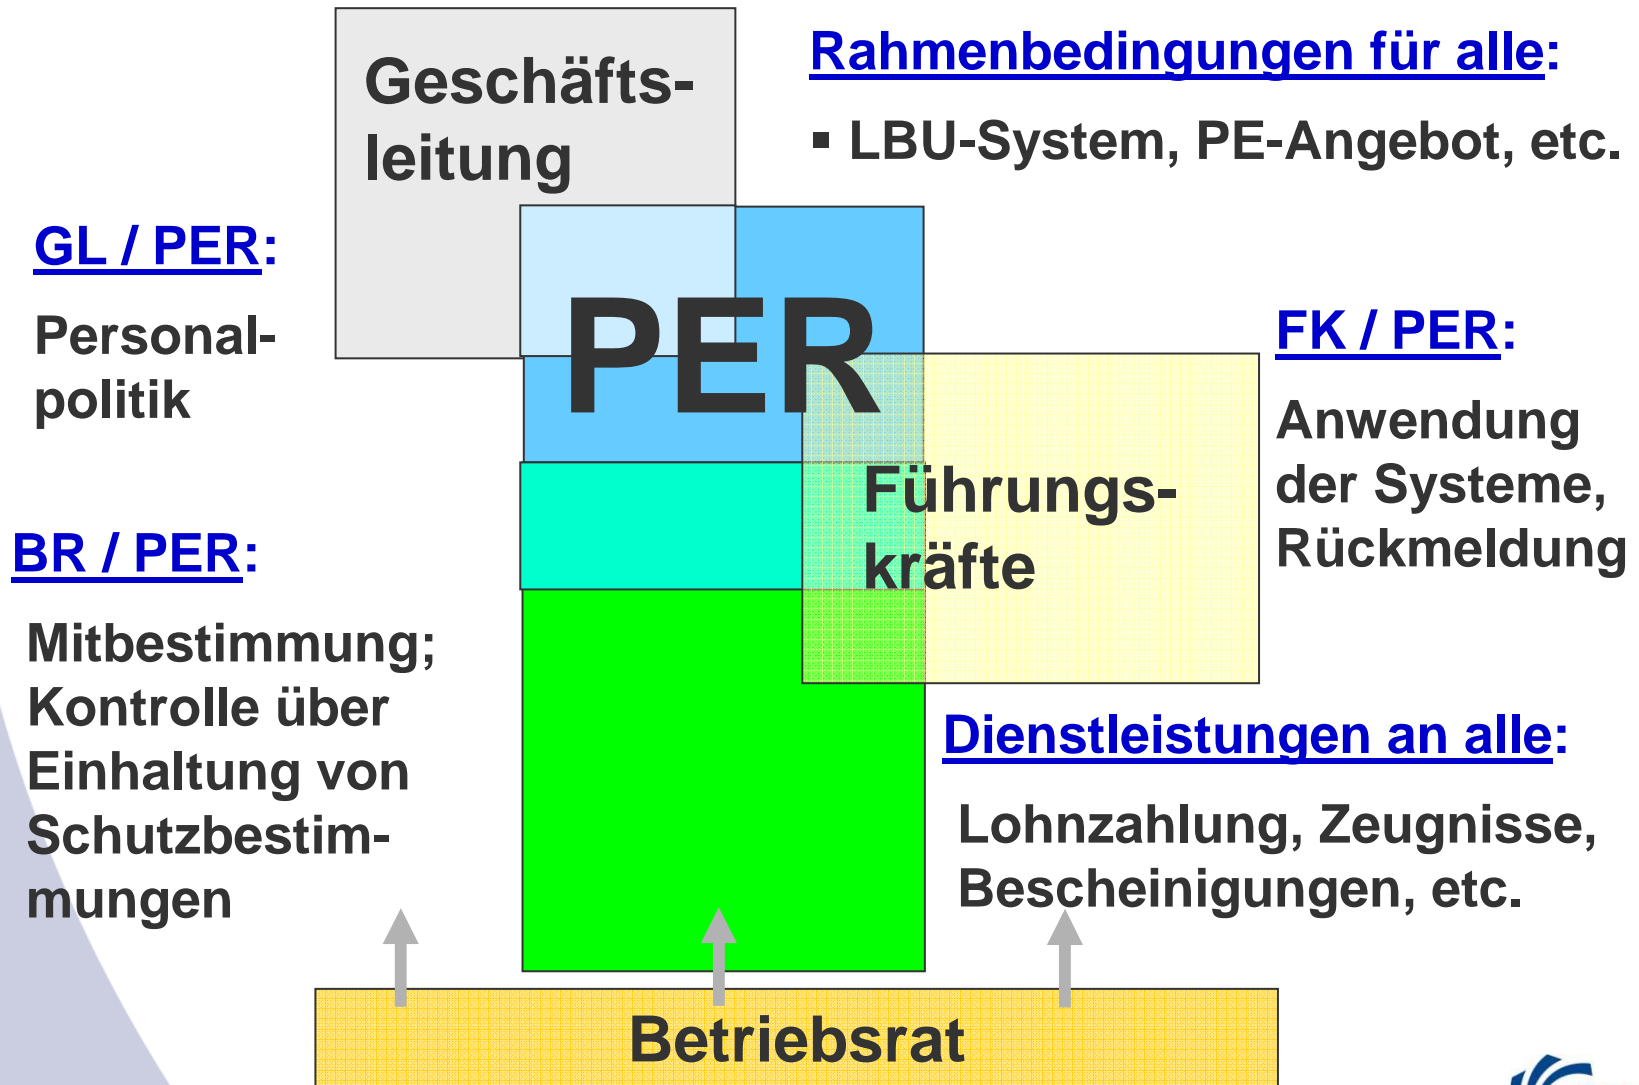 Geschäfts-
leitung
Rahmenbedingungen für alle:
▪ LBU-System, PE-Angebot, etc.
GL / PER:
Personal-
politik
PER
FK / PER:
Anwendung
der Systeme,
Rückmeldung
Führungs-
kräfte
BR / PER:
Mitbestimmung;
Kontrolle über
Einhaltung von
Schutzbestim-
mungen
Dienstleistungen an alle:
Lohnzahlung, Zeugnisse,
Bescheinigungen, etc.
Betriebsrat